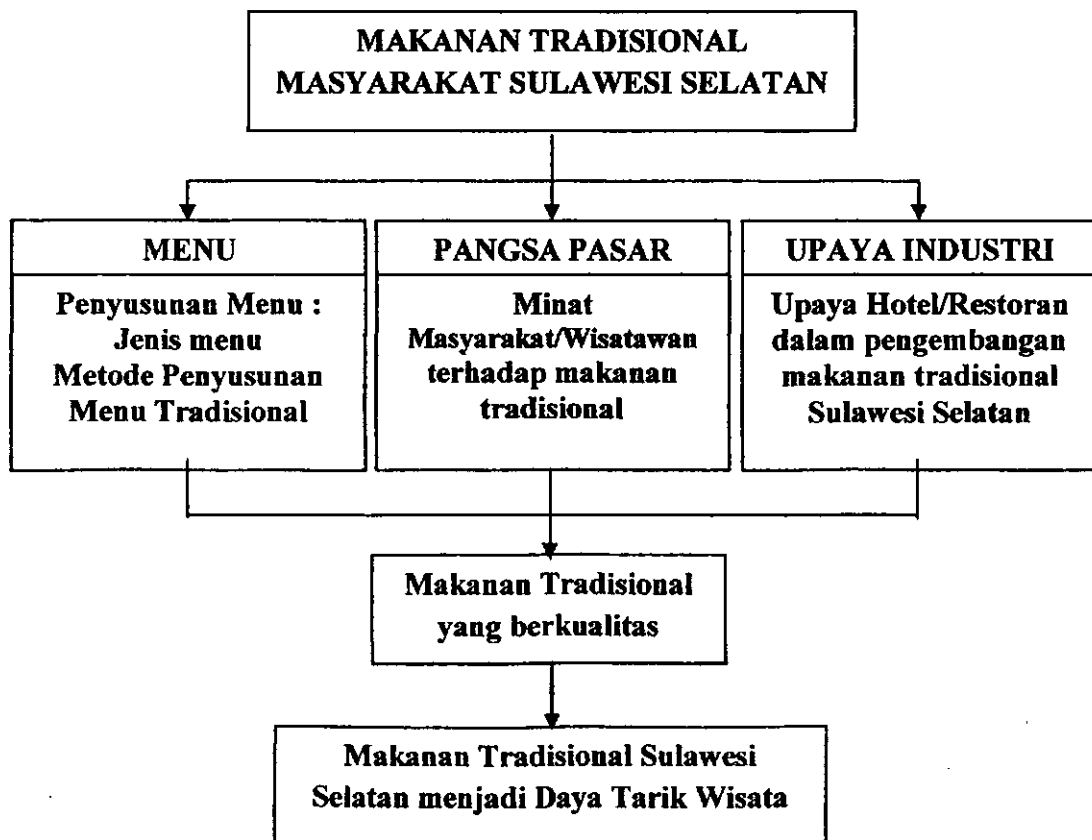 MAKANAN TRADISIONAL
MASYARAKAT SULAWESI SELATAN
MENU
Penyusunan Menu :
Jenis menu
Metode Penyusunan
Menu Tradisional
PANGSA PASAR
Minat
Masyarakat/Wisatawan
terhadap makanan
tradisional
UPAYA INDUSTRI
Upaya Hotel/Restoran
dalam pengembangan
makanan tradisional
Sulawesi Selatan
Makanan Tradisional
yang berkualitas
Makanan Tradisional Sulawesi
Selatan menjadi Daya Tarik Wisata